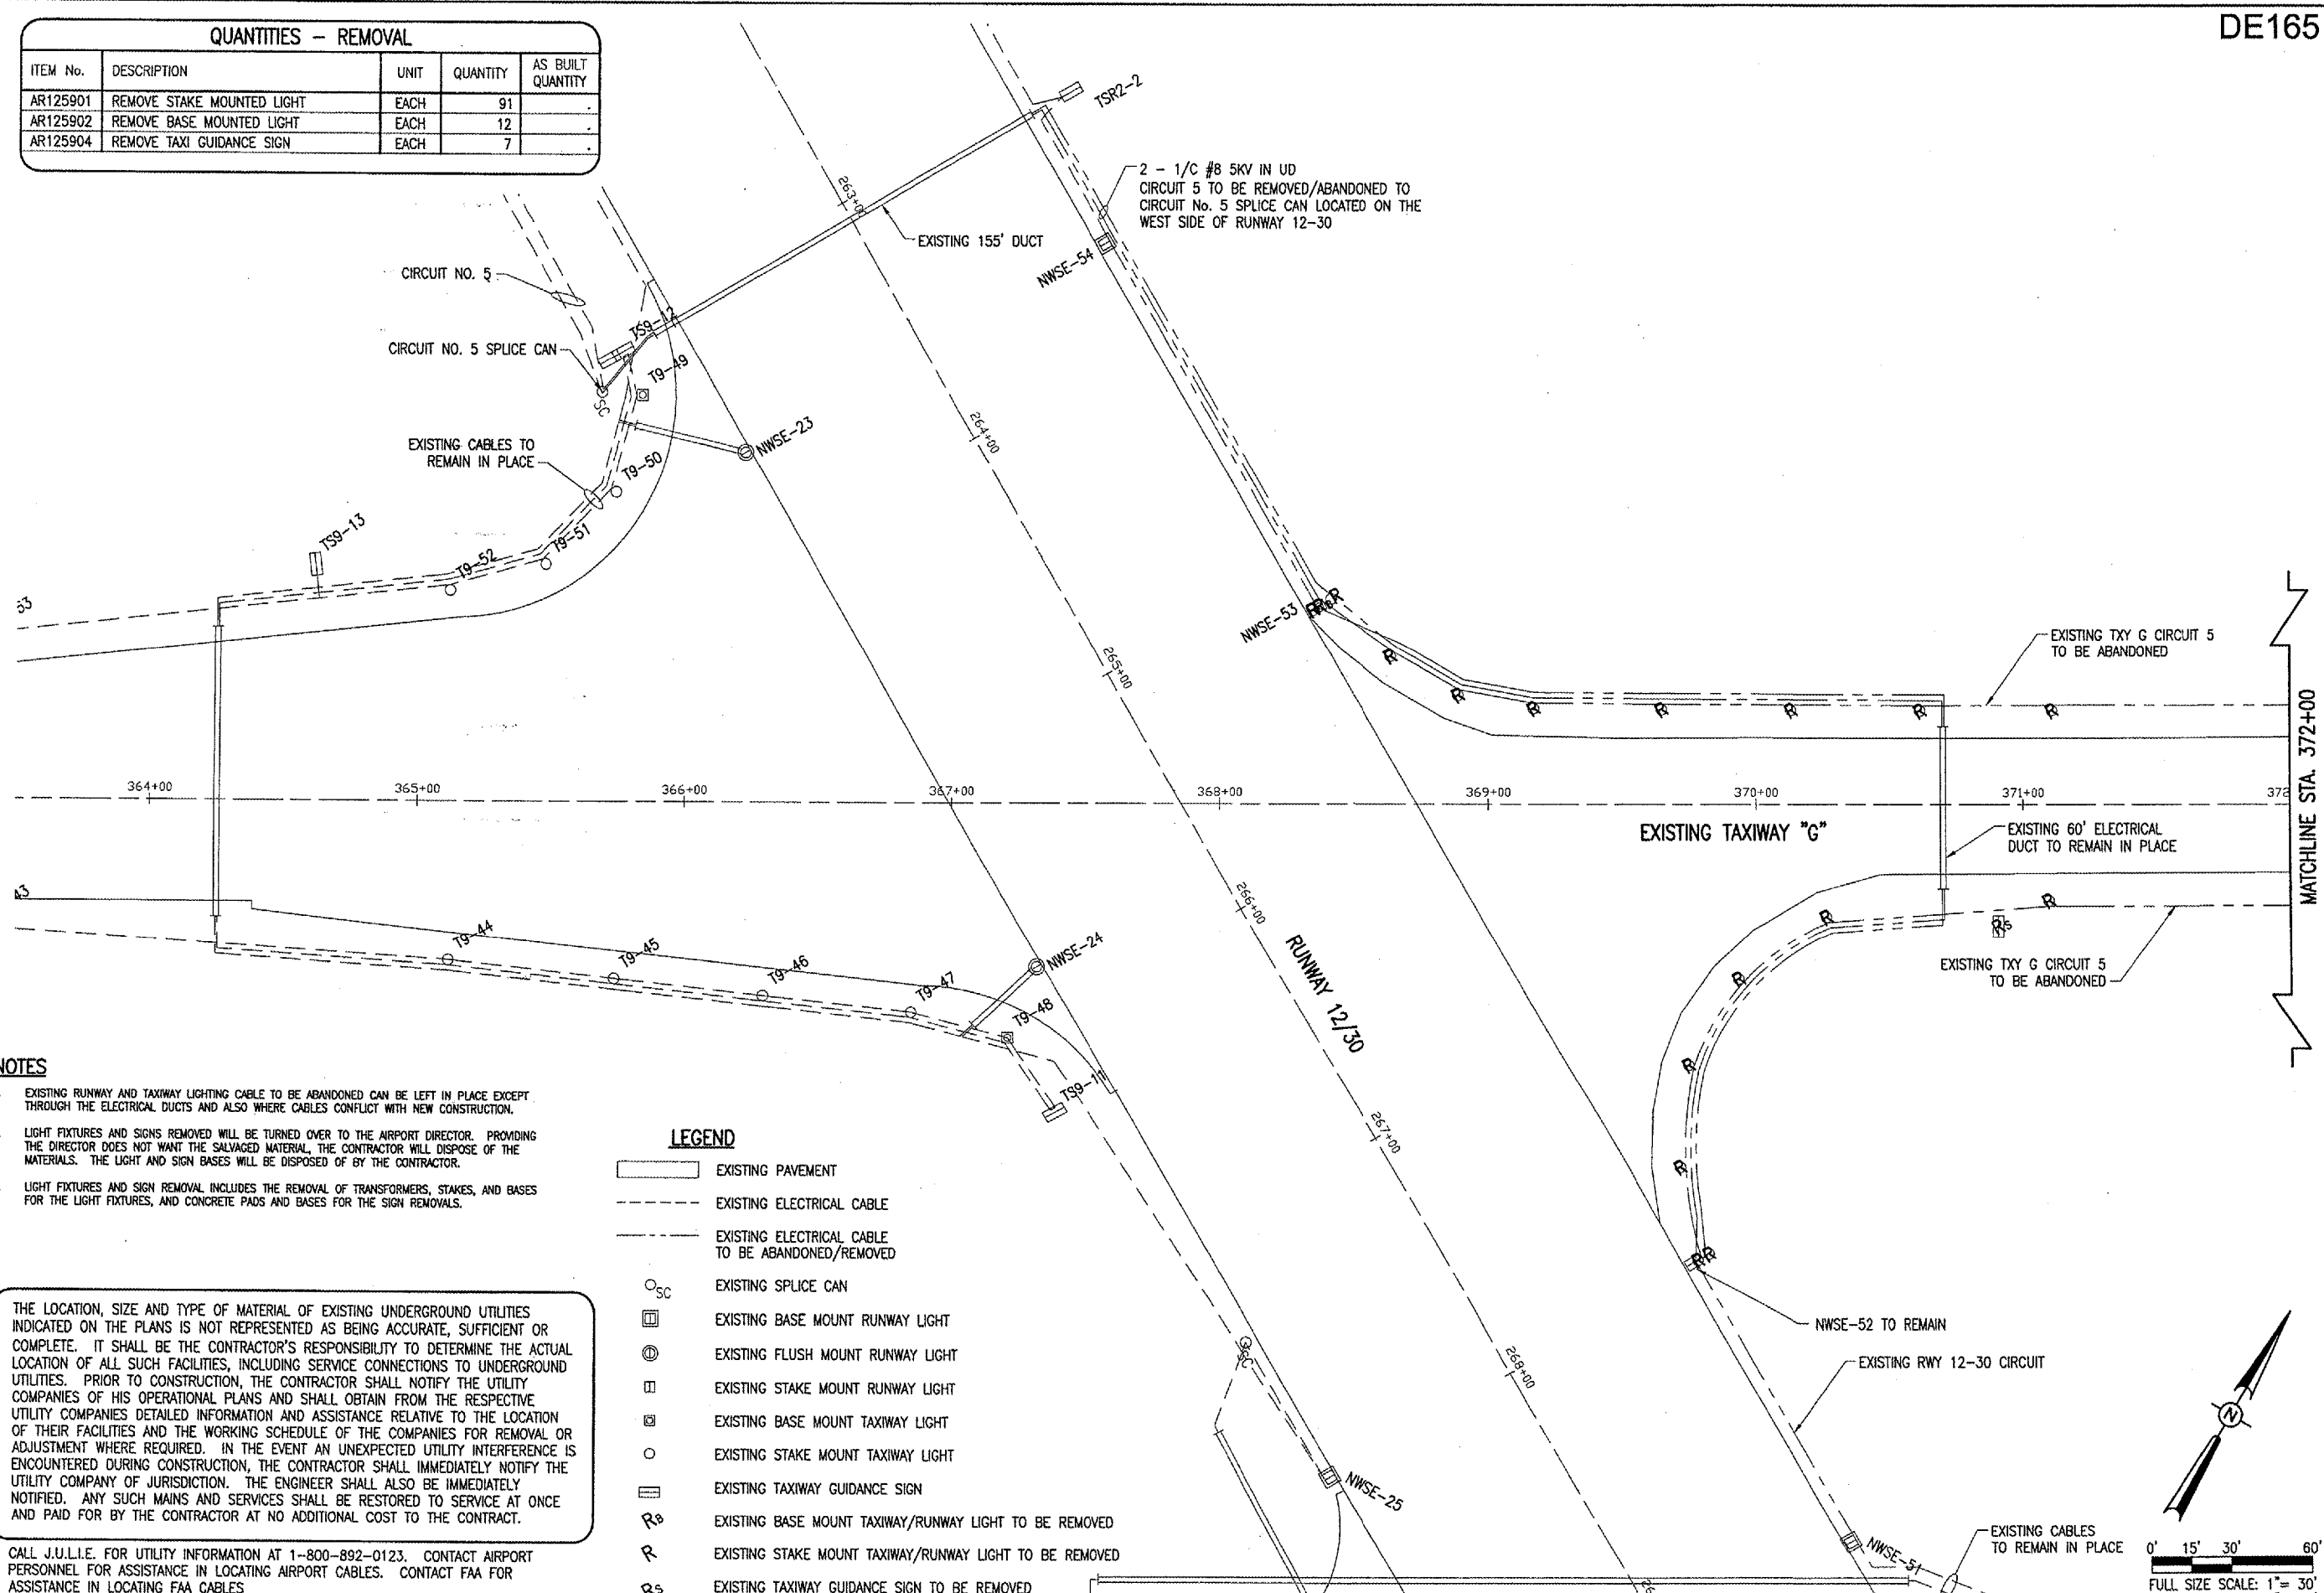 DE165
QUANTITIES – REMOVAL
ITEM No. DESCRIPTION UNIT QUANTITY AS BUILT QUANTITY
AR125901 REMOVE STAKE MOUNTED LIGHT EACH 91
AR125902 REMOVE BASE MOUNTED LIGHT EACH 12
AR125904 REMOVE TAXI GUIDANCE SIGN EACH 7
TSR2-2
2 – 1/C #8 5KV IN UD
CIRCUIT 5 TO BE REMOVED/ABANDONED TO
CIRCUIT No. 5 SPLICE CAN LOCATED ON THE
WEST SIDE OF RUNWAY 12-30
263+00
EXISTING 155' DUCT
NWSE-54
CIRCUIT NO. 5
TS9-12
CIRCUIT NO. 5 SPLICE CAN
T9-49
SC
NWSE-23
264+00
EXISTING CABLES TO
REMAIN IN PLACE
T9-50
T9-51
TS9-13
T9-52
53
NWSE-53
R
R
R
265+00
EXISTING TXY G CIRCUIT 5
TO BE ABANDONED
R
R
R
R
R
R
R
MATCHLINE STA. 372+00
364+00
365+00
366+00
367+00
368+00
369+00
370+00
371+00
372
EXISTING TAXIWAY "G"
EXISTING 60' ELECTRICAL
DUCT TO REMAIN IN PLACE
43
266+00
R
R
Rs
EXISTING TXY G CIRCUIT 5
TO BE ABANDONED
R
R
R
R R
T9-44
T9-45
T9-46
T9-47
T9-48
NWSE-24
RUNWAY 12/30
TS9-11
267+00
NOTES
EXISTING RUNWAY AND TAXIWAY LIGHTING CABLE TO BE ABANDONED CAN BE LEFT IN PLACE EXCEPT
THROUGH THE ELECTRICAL DUCTS AND ALSO WHERE CABLES CONFLICT WITH NEW CONSTRUCTION.
LIGHT FIXTURES AND SIGNS REMOVED WILL BE TURNED OVER TO THE AIRPORT DIRECTOR. PROVIDING
THE DIRECTOR DOES NOT WANT THE SALVAGED MATERIAL, THE CONTRACTOR WILL DISPOSE OF THE
MATERIALS. THE LIGHT AND SIGN BASES WILL BE DISPOSED OF BY THE CONTRACTOR.
LIGHT FIXTURES AND SIGN REMOVAL INCLUDES THE REMOVAL OF TRANSFORMERS, STAKES, AND BASES
FOR THE LIGHT FIXTURES, AND CONCRETE PADS AND BASES FOR THE SIGN REMOVALS.
THE LOCATION, SIZE AND TYPE OF MATERIAL OF EXISTING UNDERGROUND UTILITIES
INDICATED ON THE PLANS IS NOT REPRESENTED AS BEING ACCURATE, SUFFICIENT OR
COMPLETE. IT SHALL BE THE CONTRACTOR'S RESPONSIBILITY TO DETERMINE THE ACTUAL
LOCATION OF ALL SUCH FACILITIES, INCLUDING SERVICE CONNECTIONS TO UNDERGROUND
UTILITIES. PRIOR TO CONSTRUCTION, THE CONTRACTOR SHALL NOTIFY THE UTILITY
COMPANIES OF HIS OPERATIONAL PLANS AND SHALL OBTAIN FROM THE RESPECTIVE
UTILITY COMPANIES DETAILED INFORMATION AND ASSISTANCE RELATIVE TO THE LOCATION
OF THEIR FACILITIES AND THE WORKING SCHEDULE OF THE COMPANIES FOR REMOVAL OR
ADJUSTMENT WHERE REQUIRED. IN THE EVENT AN UNEXPECTED UTILITY INTERFERENCE IS
ENCOUNTERED DURING CONSTRUCTION, THE CONTRACTOR SHALL IMMEDIATELY NOTIFY THE
UTILITY COMPANY OF JURISDICTION. THE ENGINEER SHALL ALSO BE IMMEDIATELY
NOTIFIED. ANY SUCH MAINS AND SERVICES SHALL BE RESTORED TO SERVICE AT ONCE
AND PAID FOR BY THE CONTRACTOR AT NO ADDITIONAL COST TO THE CONTRACT.
CALL J.U.L.I.E. FOR UTILITY INFORMATION AT 1-800-892-0123. CONTACT AIRPORT
PERSONNEL FOR ASSISTANCE IN LOCATING AIRPORT CABLES. CONTACT FAA FOR
ASSISTANCE IN LOCATING FAA CABLES
LEGEND
EXISTING PAVEMENT
EXISTING ELECTRICAL CABLE
EXISTING ELECTRICAL CABLE
TO BE ABANDONED/REMOVED
SC EXISTING SPLICE CAN
EXISTING BASE MOUNT RUNWAY LIGHT
EXISTING FLUSH MOUNT RUNWAY LIGHT
EXISTING STAKE MOUNT RUNWAY LIGHT
EXISTING BASE MOUNT TAXIWAY LIGHT
EXISTING STAKE MOUNT TAXIWAY LIGHT
EXISTING TAXIWAY GUIDANCE SIGN
RB EXISTING BASE MOUNT TAXIWAY/RUNWAY LIGHT TO BE REMOVED
R EXISTING STAKE MOUNT TAXIWAY/RUNWAY LIGHT TO BE REMOVED
Rs EXISTING TAXIWAY GUIDANCE SIGN TO BE REMOVED
SC
268+00
NWSE-25
NWSE-52 TO REMAIN
EXISTING RWY 12-30 CIRCUIT
NWSE-51
EXISTING CABLES
TO REMAIN IN PLACE
N
0' 15' 30' 60'
FULL SIZE SCALE: 1"= 30'